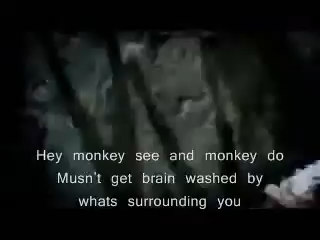 Hey monkey see and monkey do
Musn't get brain washed by
whats surrounding you